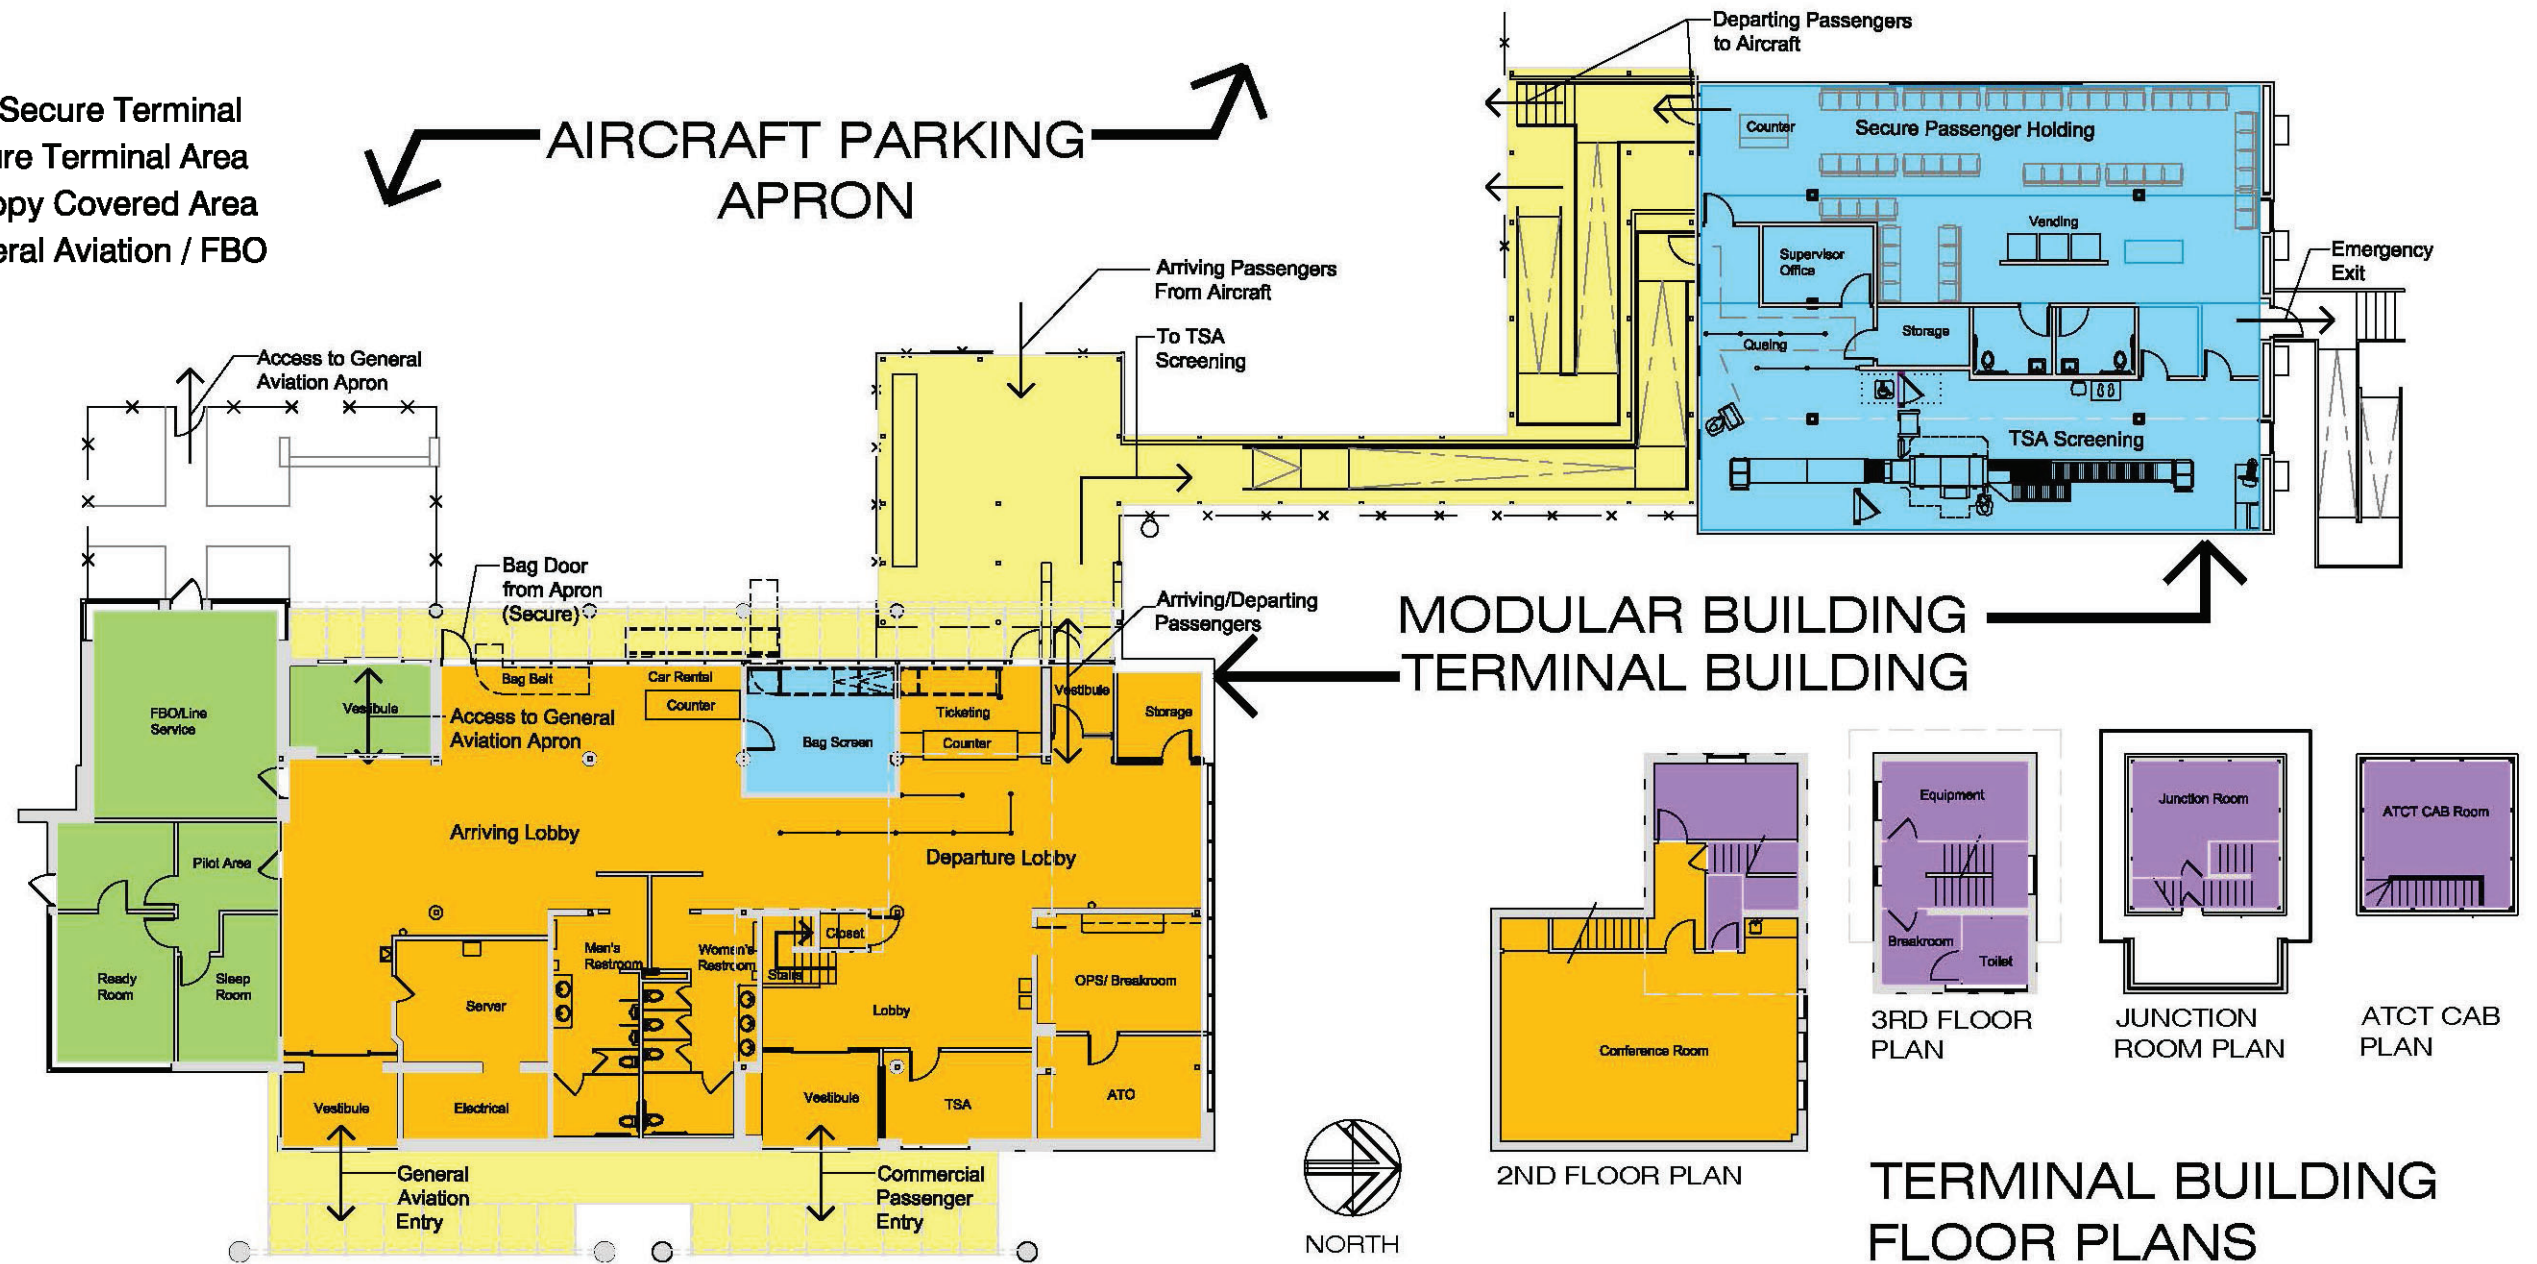 Secure Terminal
ure Terminal Area
opy Covered Area
eral Aviation / FBO
AIRCRAFT PARKING
APRON
Departing Passengers
to Aircraft
Counter
Secure Passenger Holding
Vending
Supervisor
Office
Storage
Queing
TSA Screening
Emergency
Exit
Arriving Passengers
From Aircraft
To TSA
Screening
Access to General
Aviation Apron
Bag Door
from Apron
(Secure)
Arriving/Departing
Passengers
MODULAR BUILDING
TERMINAL BUILDING
FBO/Line
Service
Vestibule
Access to General
Aviation Apron
Bag Belt
Car Rental
Counter
Bag Screen
Ticketing
Counter
Vestibule
Storage
Arriving Lobby
Departure Lobby
Pilot Area
Ready
Room
Sleep
Room
Server
Men's
Restroom
Women's
Restroom
Stairs
Closet
Lobby
OPS/ Breakroom
Vestibule
Electrical
Vestibule
TSA
ATO
General
Aviation
Entry
Commercial
Passenger
Entry
NORTH
Conference Room
2ND FLOOR PLAN
Equipment
Breakroom
Toilet
3RD FLOOR
PLAN
Junction Room
JUNCTION
ROOM PLAN
ATCT CAB Room
ATCT CAB
PLAN
TERMINAL BUILDING
FLOOR PLANS